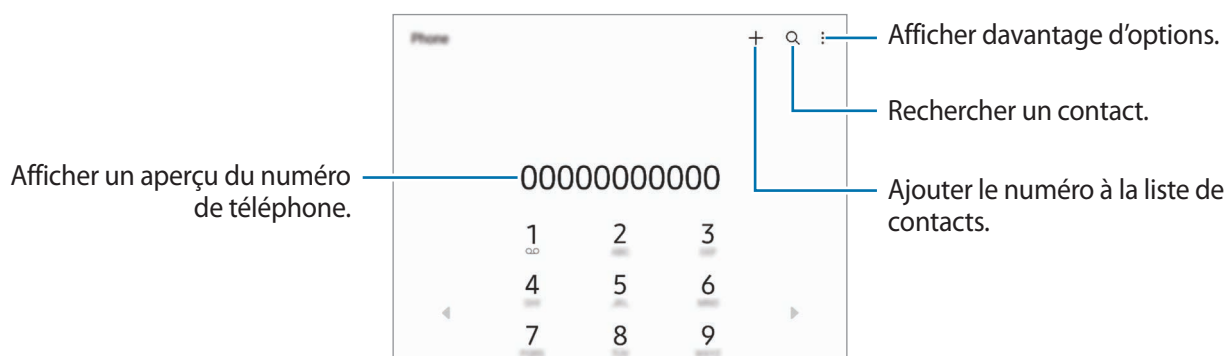 Phone
Afficher davantage d'options.
Rechercher un contact.
Afficher un aperçu du numéro
de téléphone.
00000000000
Ajouter le numéro à la liste de
contacts.
1 2 3
4 5 6
7 8 9